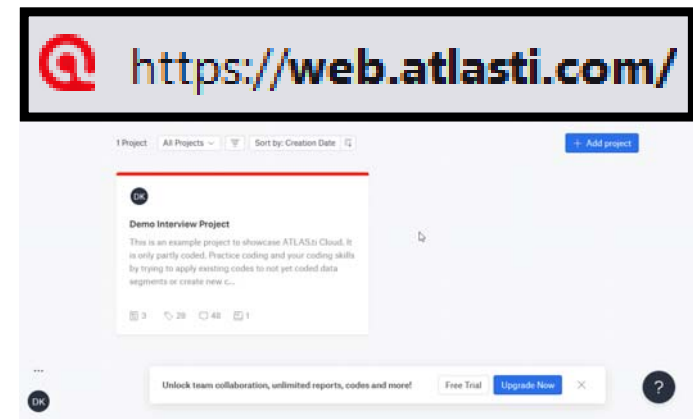 https://web.atlasti.com/
1 Project All Projects Sort by: Creation Date + Add project
DK
Demo Interview Project
This is an example project to showcase ATLAS.ti Cloud. It
is only partly coded. Practice coding and your coding skills
by trying to apply existing codes to not yet coded data
segments or create new c...
3 29 48 1
...
Unlock team collaboration, unlimited reports, codes and more! Free Trial Upgrade Now ?
DK